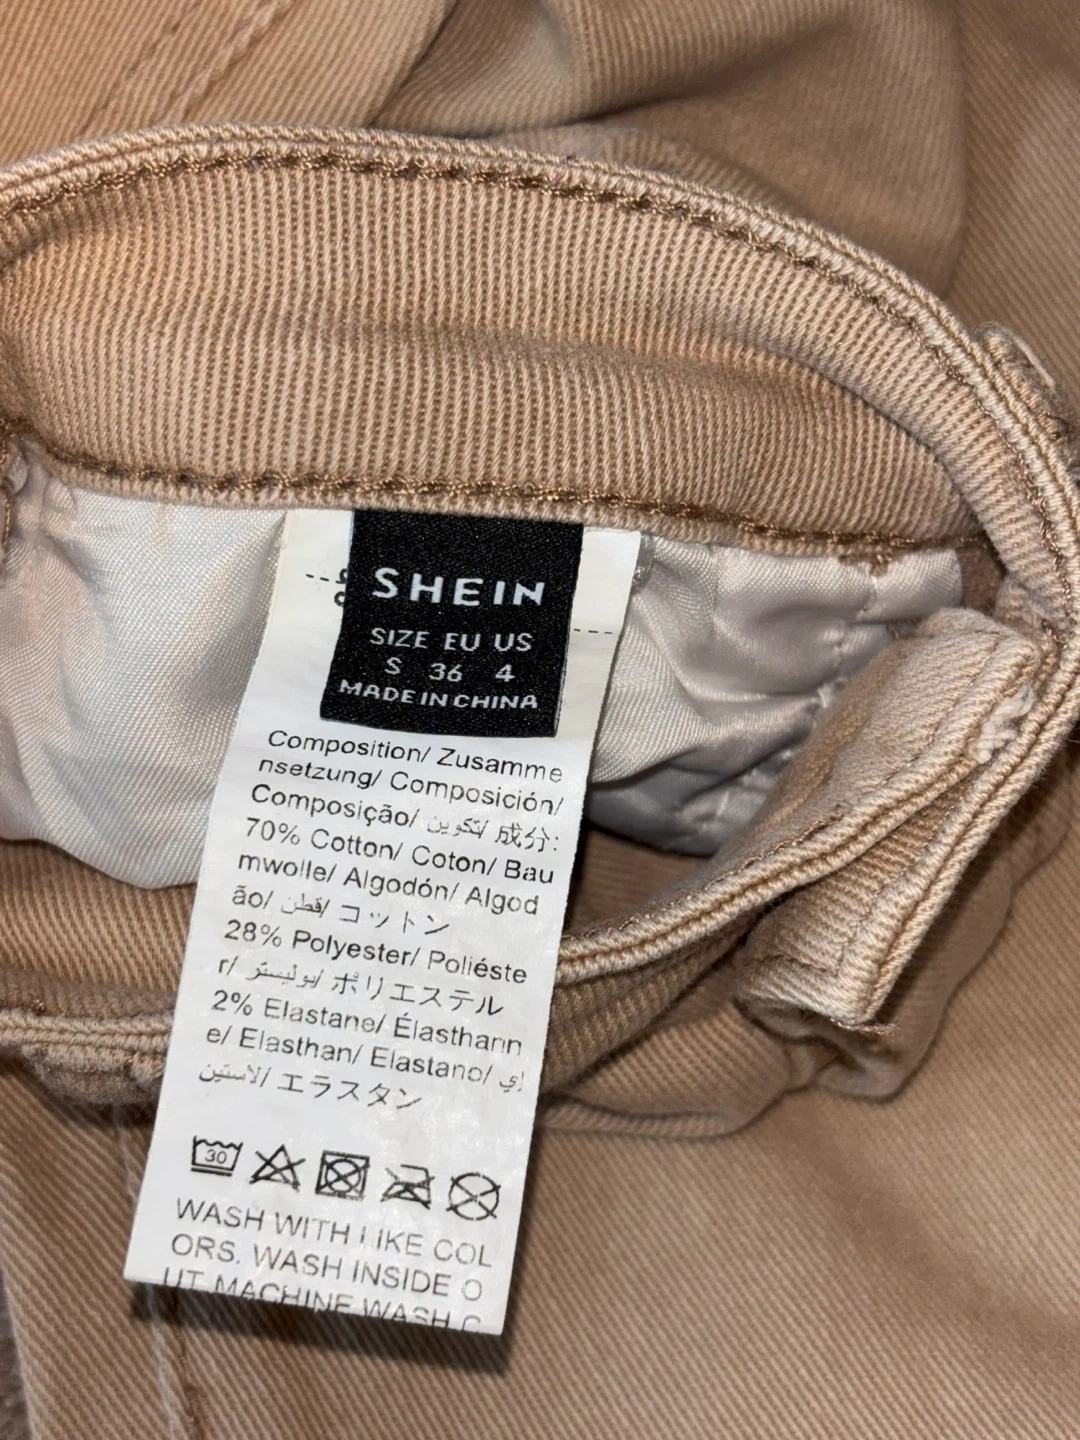 SHEIN
SIZE EU US
S 36 4
MADE IN CHINA
Composition/ Zusamme
nsetzung/ Composición/
Composição/ تكوين/ 成分:
70% Cotton/ Coton/ Bau
mwolle/ Algodón/ Algod
ão/ قطن/ コットン
28% Polyester/ Poliéste
r/ بوليستر/ ポリエステル
2% Elastane/ Élasthann
e/ Elasthan/ Elastano/ إي
لاستين/ エラスタン
30
WASH WITH LIKE COL
ORS. WASH INSIDE O
UT MACHINE WASH C